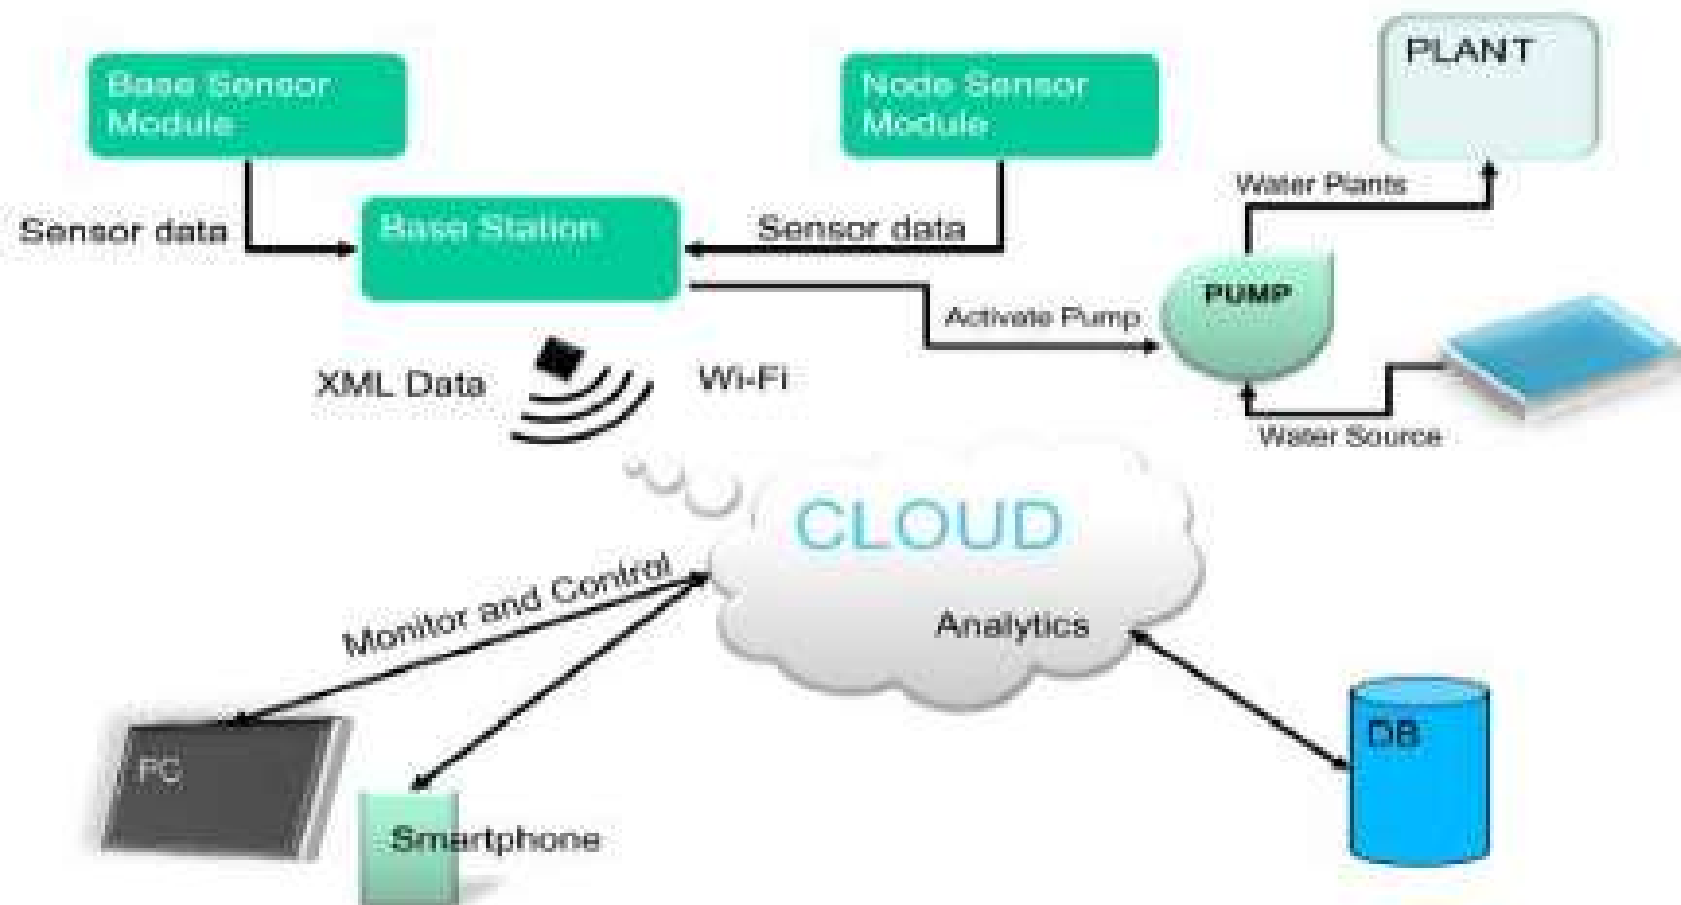 Base Sensor
Module
Node Sensor
Module
PLANT
Water Plants
Sensor data
Base Station
Sensor data
PUMP
Activate Pump
XML Data
Wi-Fi
Water Source
CLOUD
Monitor and Control
Analytics
PC
DB
Smartphone